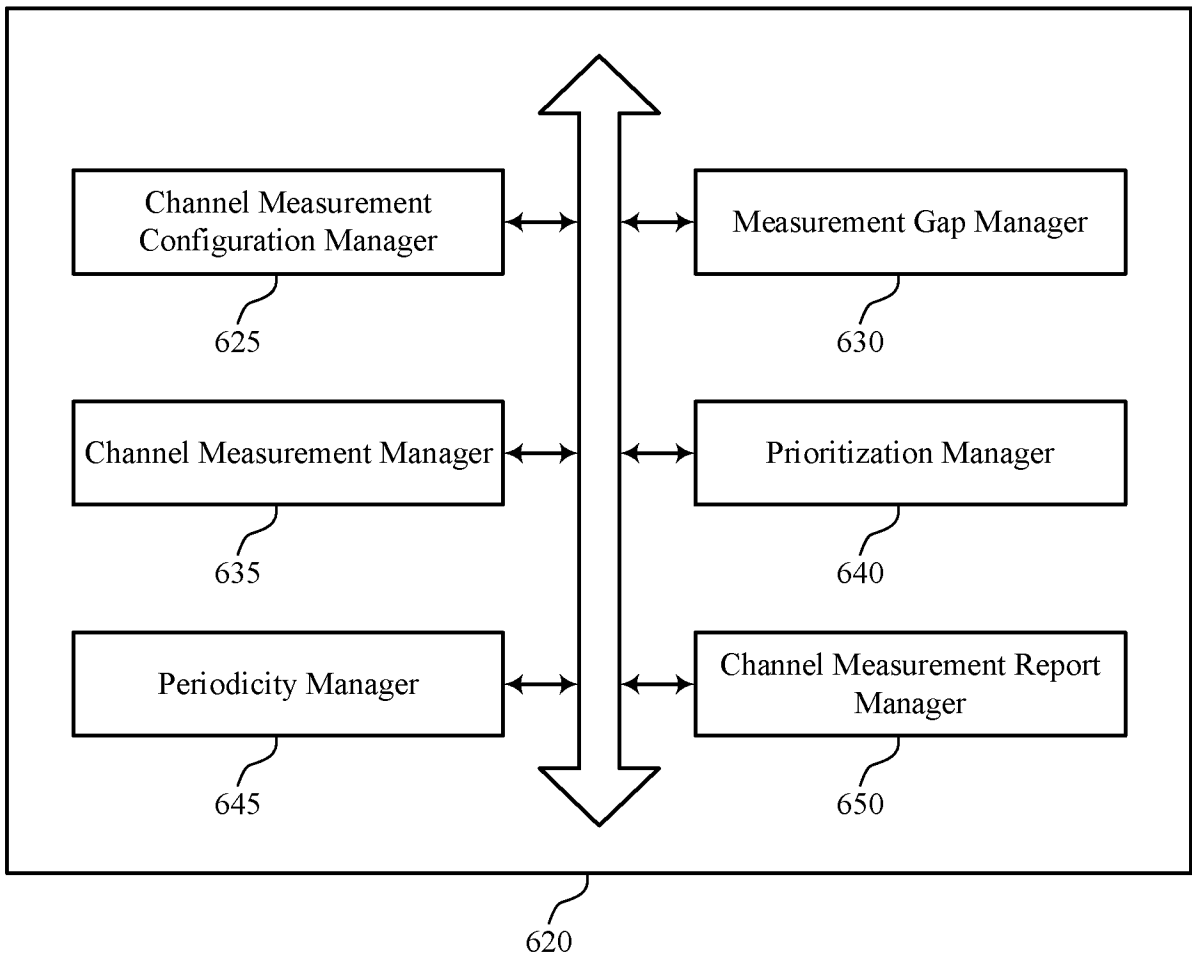 Channel Measurement
Configuration Manager
625
Measurement Gap Manager
630
Channel Measurement Manager
635
Prioritization Manager
640
Periodicity Manager
645
Channel Measurement Report
Manager
650
620